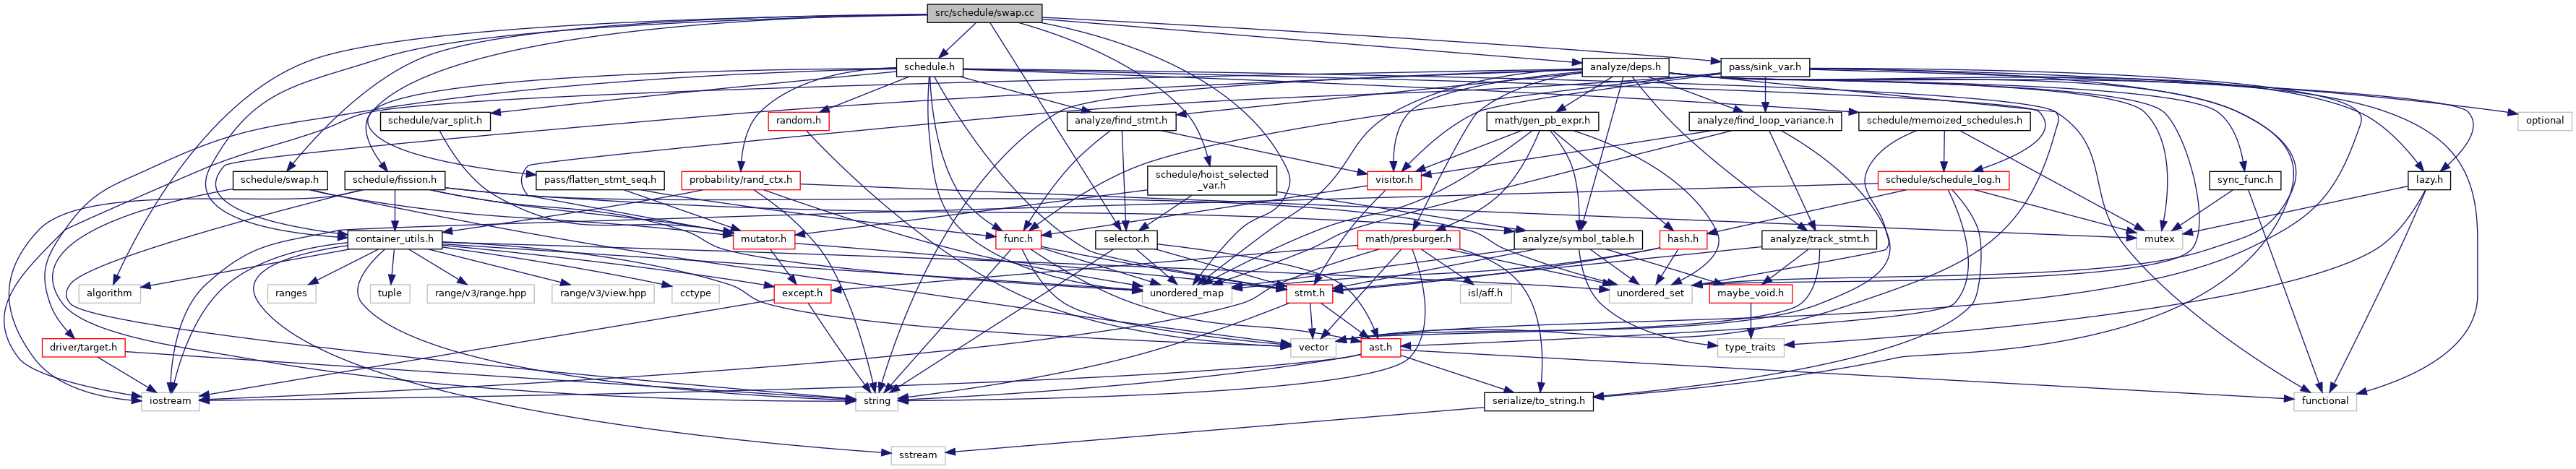 src/schedule/swap.cc
schedule.h
analyze/deps.h
pass/sink_var.h
schedule/var_split.h
random.h
analyze/find_stmt.h
math/gen_pb_expr.h
analyze/find_loop_variance.h
schedule/memoized_schedules.h
optional
schedule/swap.h
schedule/fission.h
pass/flatten_stmt_seq.h
probability/rand_ctx.h
schedule/hoist_selected
_var.h
visitor.h
schedule/schedule_log.h
sync_func.h
lazy.h
container_utils.h
mutator.h
func.h
selector.h
math/presburger.h
analyze/symbol_table.h
hash.h
analyze/track_stmt.h
mutex
algorithm
ranges
tuple
range/v3/range.hpp
range/v3/view.hpp
cctype
except.h
unordered_map
stmt.h
isl/aff.h
unordered_set
maybe_void.h
driver/target.h
vector
ast.h
type_traits
iostream
string
serialize/to_string.h
functional
sstream